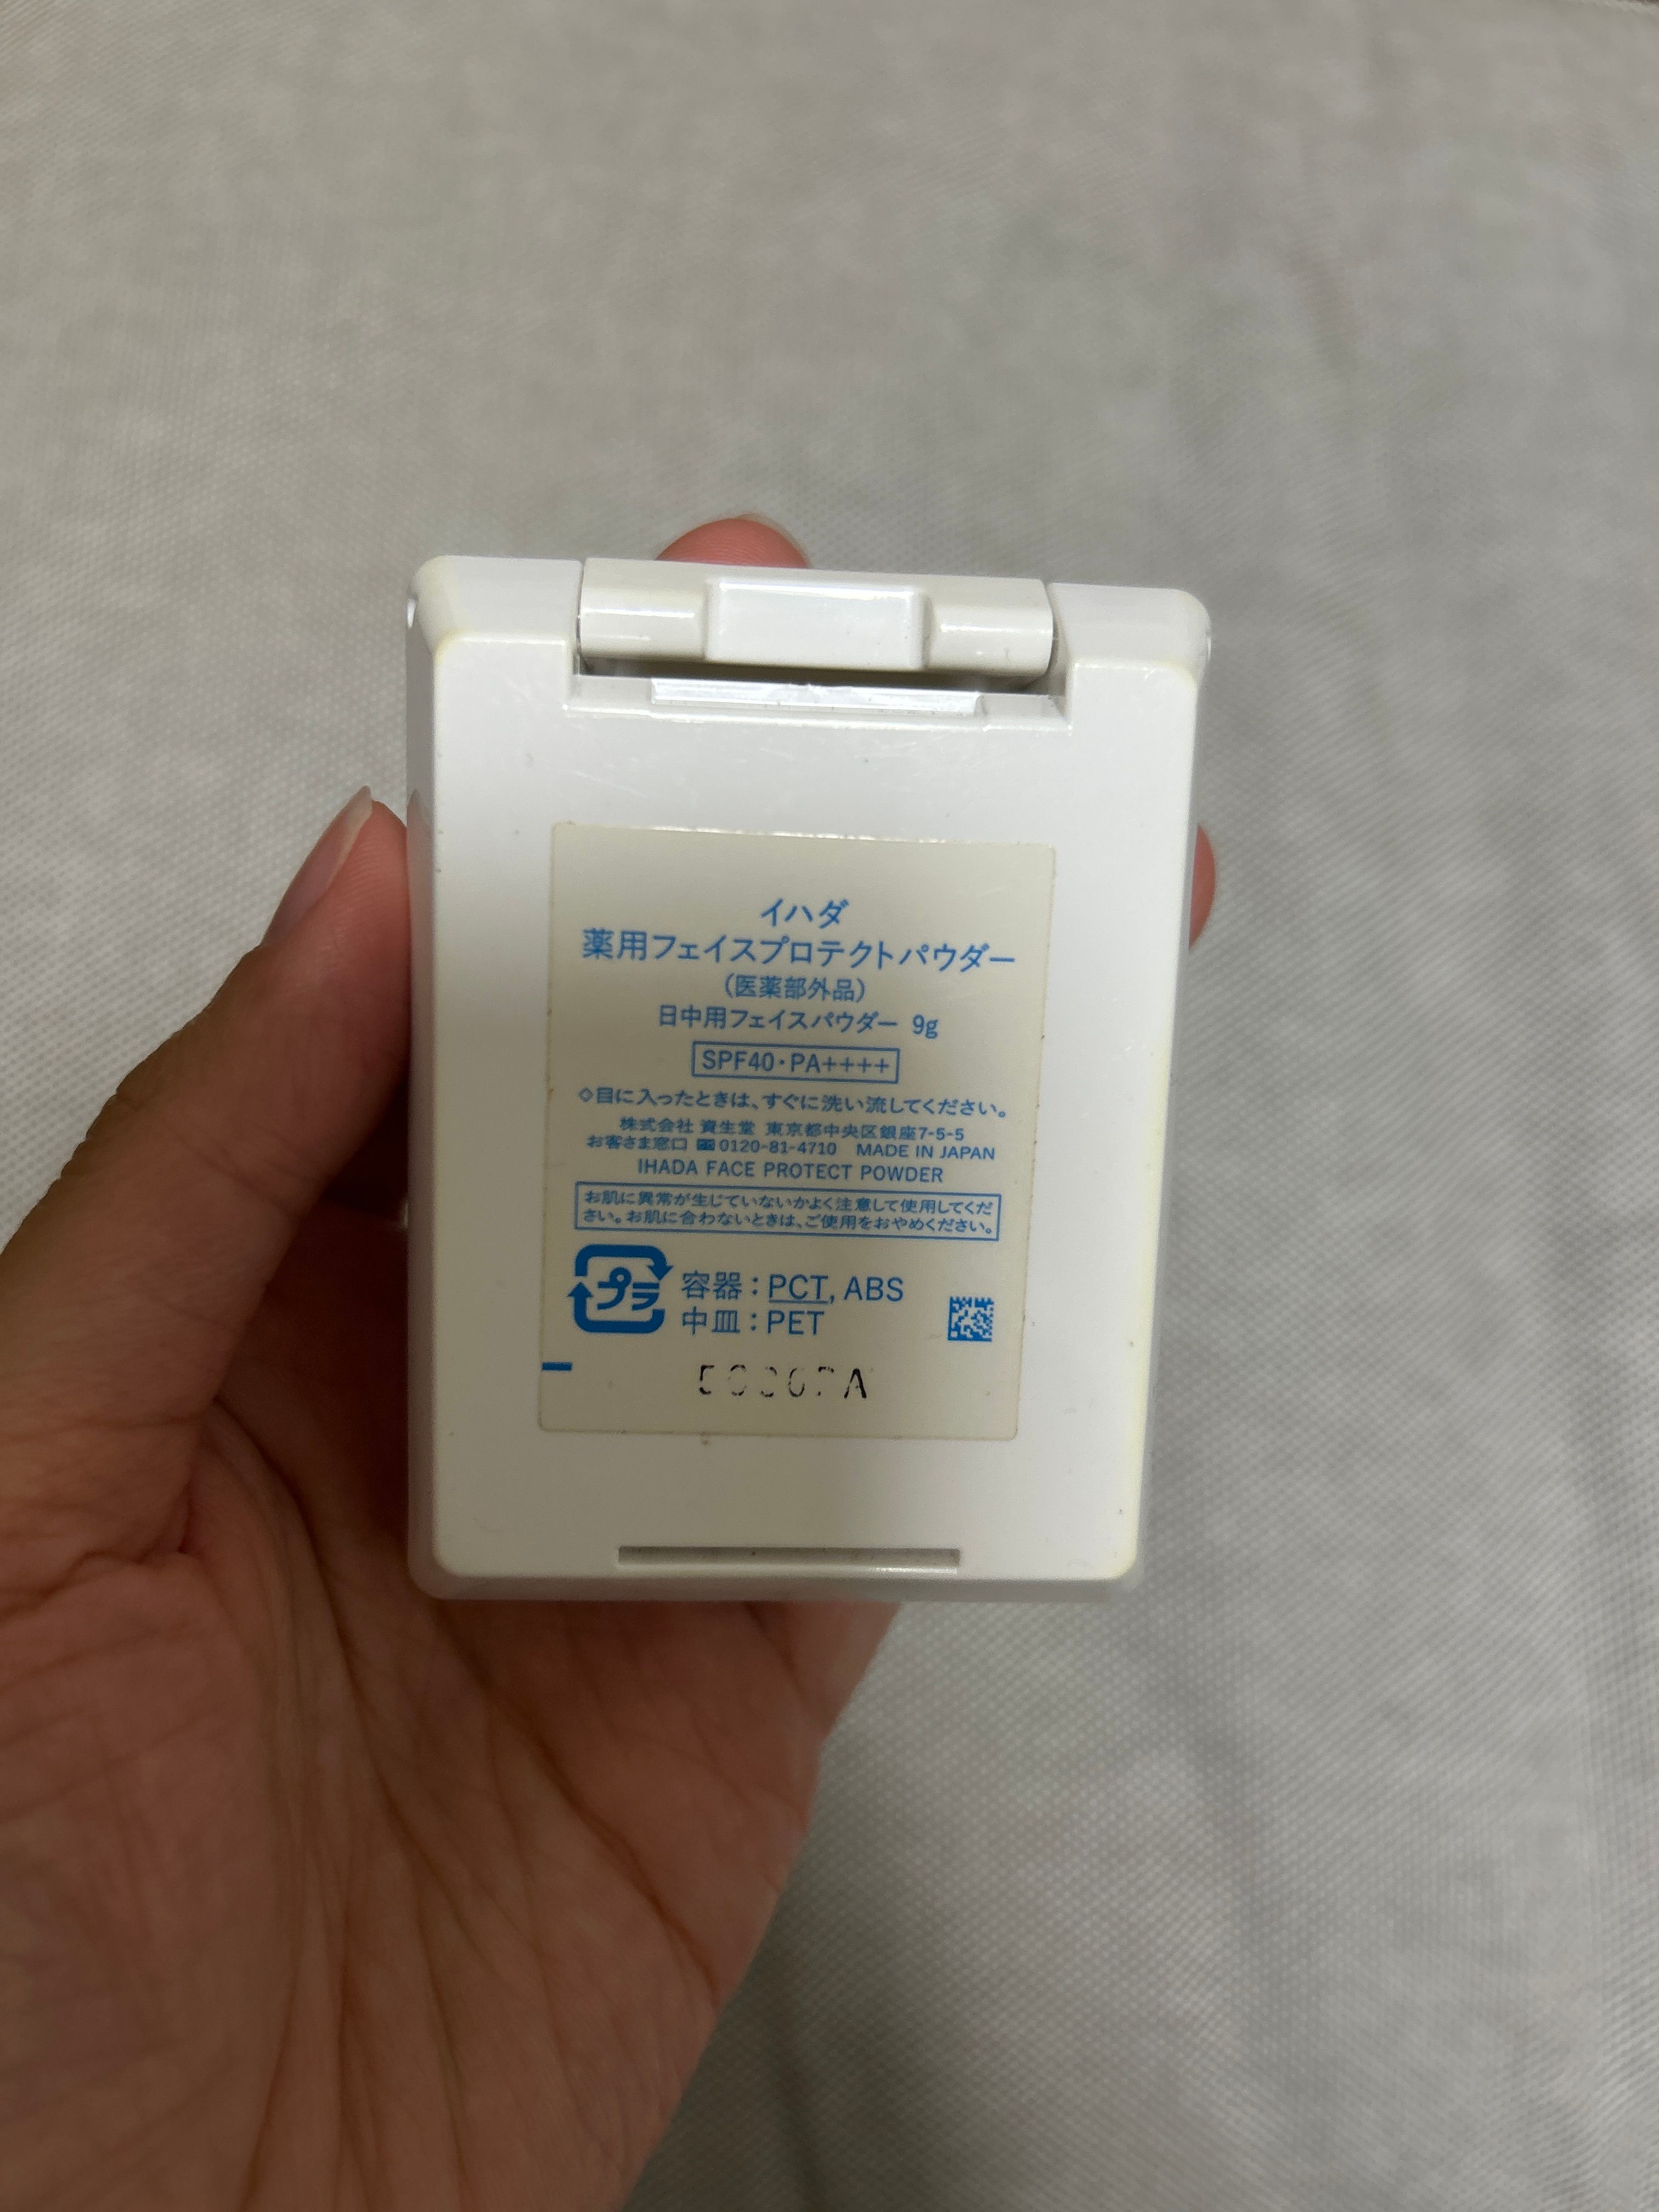 イハダ
薬用フェイスプロテクトパウダー
(医薬部外品)
日中用フェイスパウダー 9g
SPF40・PA++++
◇目に入ったときは、すぐに洗い流してください。
株式会社 資生堂 東京都中央区銀座7-5-5
お客さま窓口 0120-81-4710 MADE IN JAPAN
IHADA FACE PROTECT POWDER
お肌に異常が生じていないかよく注意して使用してくだ
さい。お肌に合わないときは、ご使用をおやめください。
プラ
容器：PCT, ABS
中皿：PET